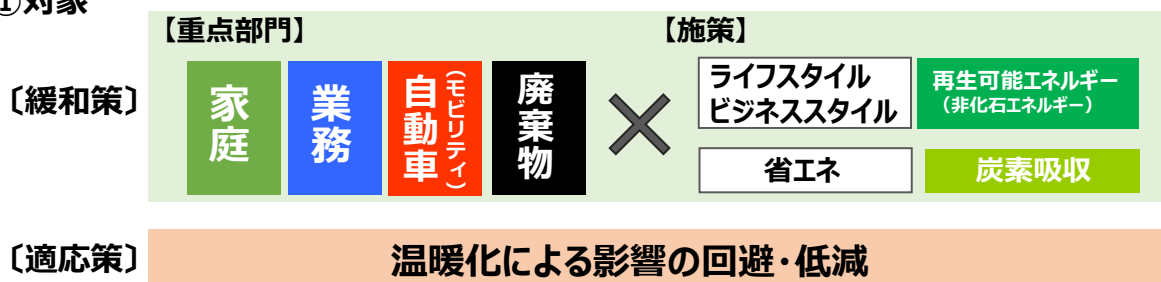 ①対象
【重点部門】
【施策】
〔緩和策〕
家庭
業務
自動車
(モビリティ)
廃棄物
×
ライフスタイル
ビジネススタイル
再生可能エネルギー
(非化石エネルギー)
省エネ
炭素吸収
〔適応策〕
温暖化による影響の回避・低減